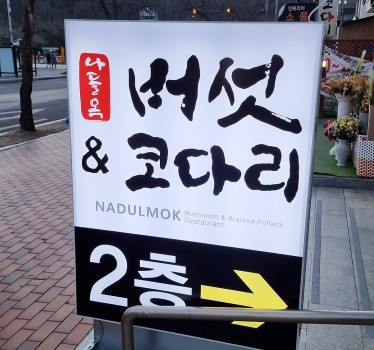 나들목
버섯
& 코다리
NADULMOK Mushroom & Braised Pollack
Restaurant
2층